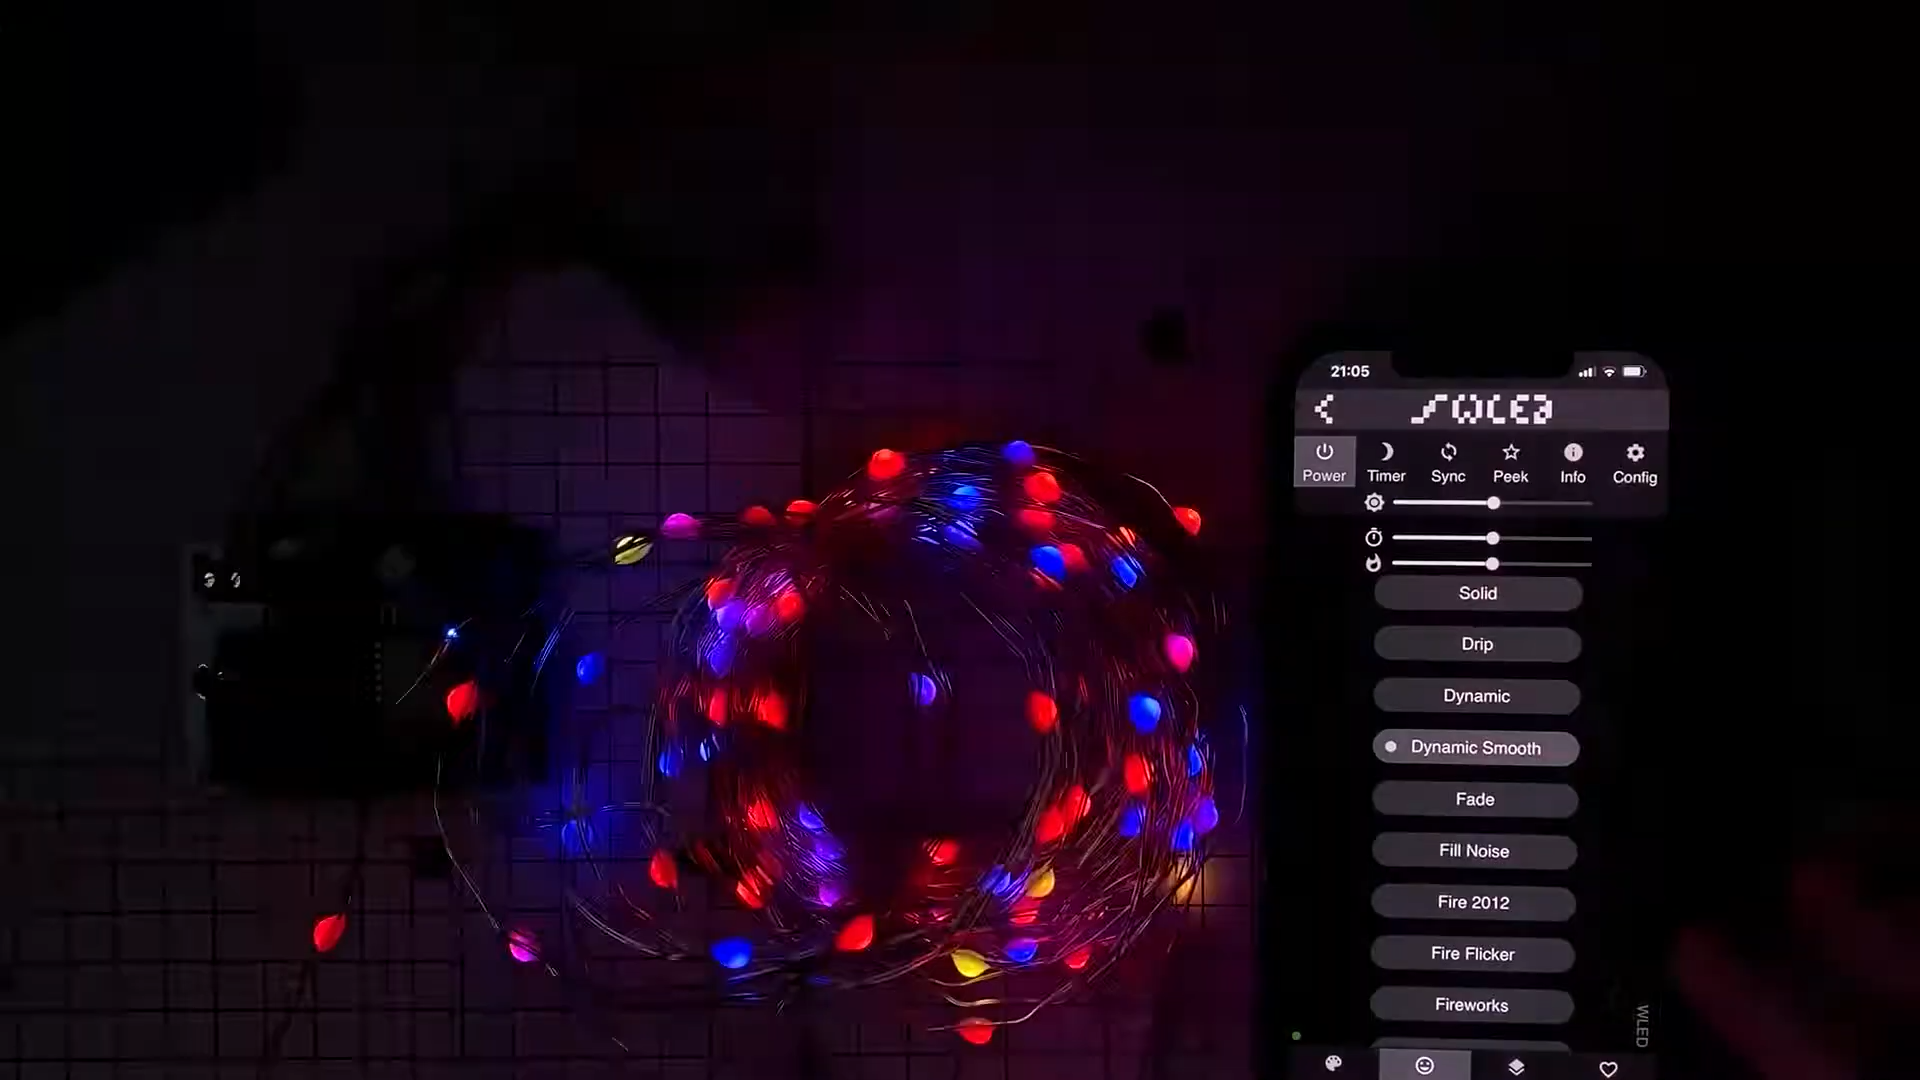 21:05
WLED
Power Timer Sync Peek Info Config
Solid
Drip
Dynamic
Dynamic Smooth
Fade
Fill Noise
Fire 2012
Fire Flicker
Fireworks
WLED